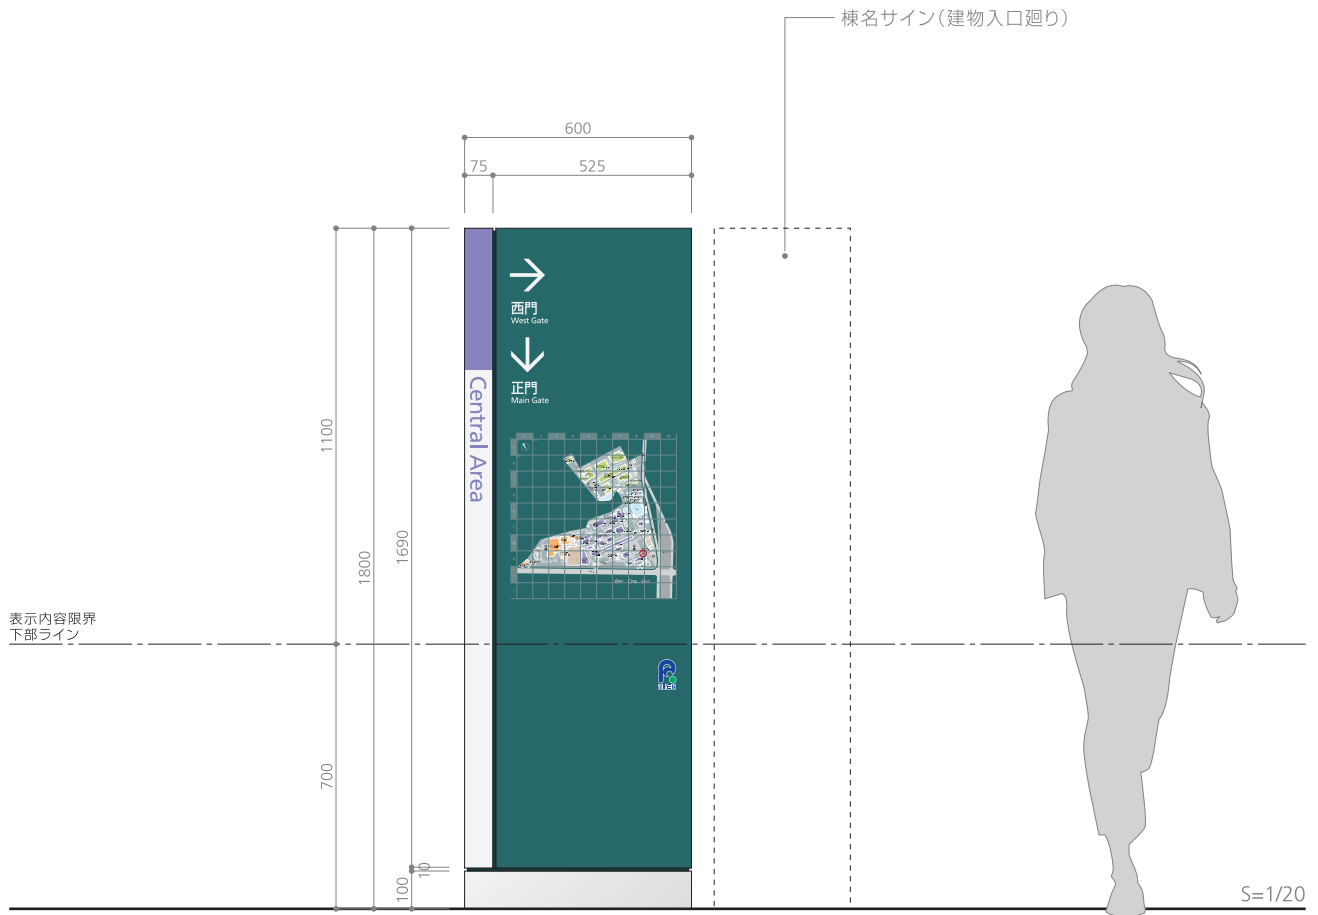 棟名サイン（建物入口廻り）
600
75
525
西門
West Gate
正門
Main Gate
Central Area
1100
1690
1800
表示内容限界
下部ライン
700
10
100
S=1/20